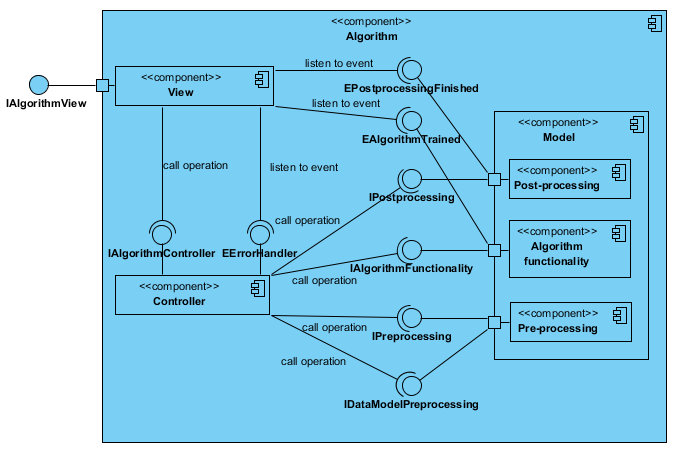 <<component>>
Algorithm
IAlgorithmView
<<component>>
View
listen to event
EPostprocessingFinished
listen to event
EAlgorithmTrained
<<component>>
Model
<<component>>
Post-processing
call operation
listen to event
IPostprocessing
call operation
IAlgorithmController
EErrorHandler
<<component>>
Algorithm
functionality
IAlgorithmFunctionality
call operation
<<component>>
Controller
<<component>>
Pre-processing
call operation
IPreprocessing
call operation
IDataModelPreprocessing